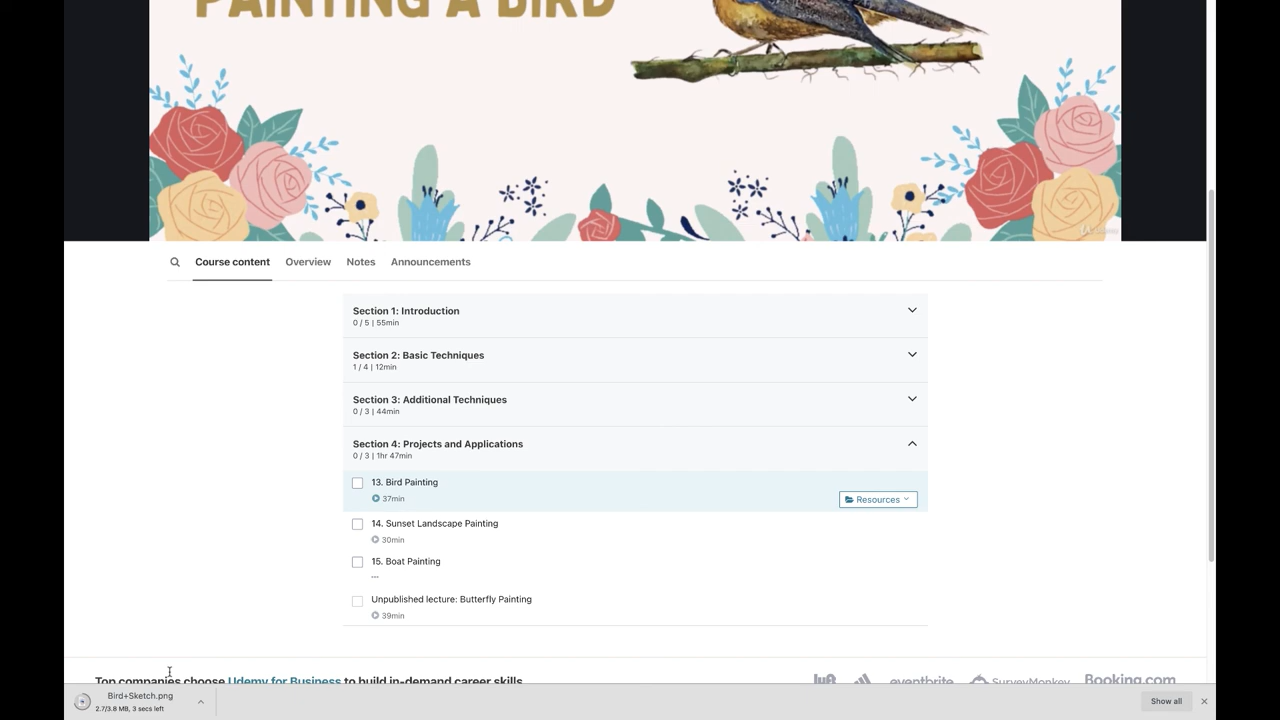 PAINTING A BIRD
Course content
Overview
Notes
Announcements
Section 1: Introduction
0 / 5 | 55min
Section 2: Basic Techniques
1 / 4 | 12min
Section 3: Additional Techniques
0 / 3 | 44min
Section 4: Projects and Applications
0 / 3 | 1hr 47min
13. Bird Painting
37min
Resources
14. Sunset Landscape Painting
30min
15. Boat Painting
---
Unpublished lecture: Butterfly Painting
39min
Top companies choose Udemy for Business to build in-demand career skills.
lyft
eventbrite
SurveyMonkey
Booking.com
Bird+Sketch.png
2.7/3.8 MB, 3 secs left
Show all